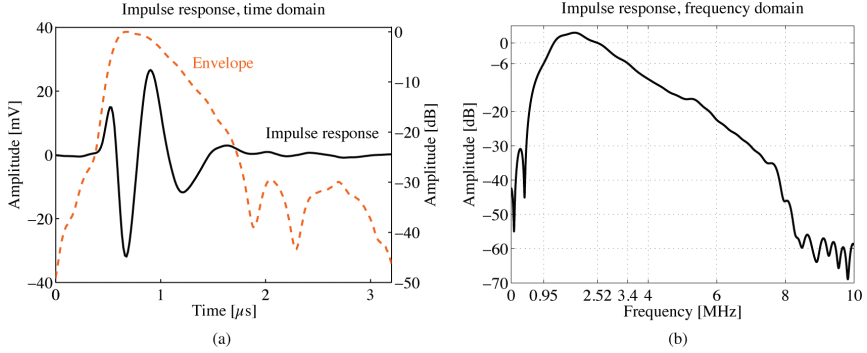 Impulse response, time domain
40
20
0
−20
−40
Amplitude [mV]
0
−10
−20
−30
−40
−50
Amplitude [dB]
Envelope
Impulse response
0
1
2
3
Time [μs]
(a)
Impulse response, frequency domain
0
−6
−20
−30
−40
−50
−60
−70
Amplitude [dB]
0
0.95
2.52
3.4
4
6
8
10
Frequency [MHz]
(b)